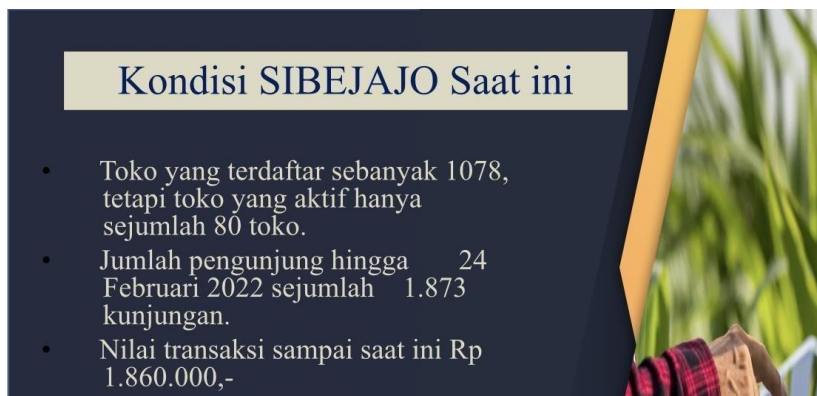 Kondisi SIBEJAJO Saat ini
• Toko yang terdaftar sebanyak 1078,
tetapi toko yang aktif hanya
sejumlah 80 toko.
• Jumlah pengunjung hingga 24
Februari 2022 sejumlah 1.873
kunjungan.
• Nilai transaksi sampai saat ini Rp
1.860.000,-